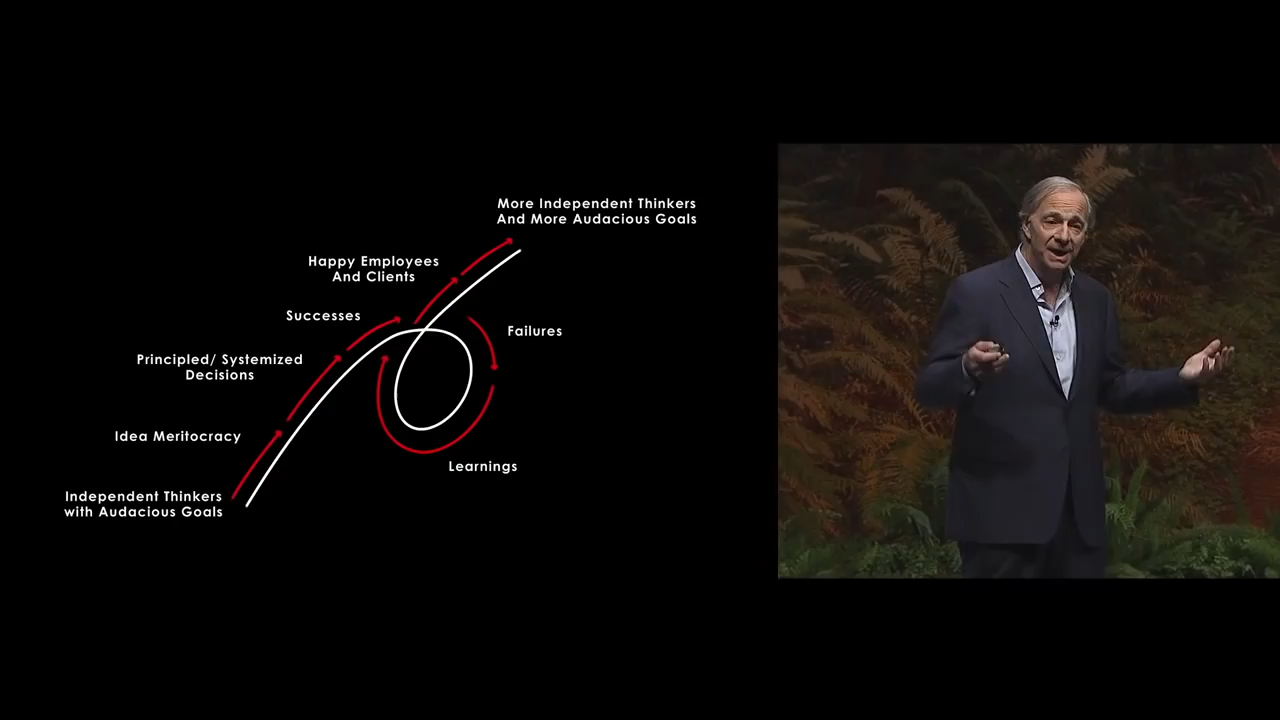 More Independent Thinkers
And More Audacious Goals
Happy Employees
And Clients
Successes
Failures
Principled/ Systemized
Decisions
Idea Meritocracy
Learnings
Independent Thinkers
with Audacious Goals